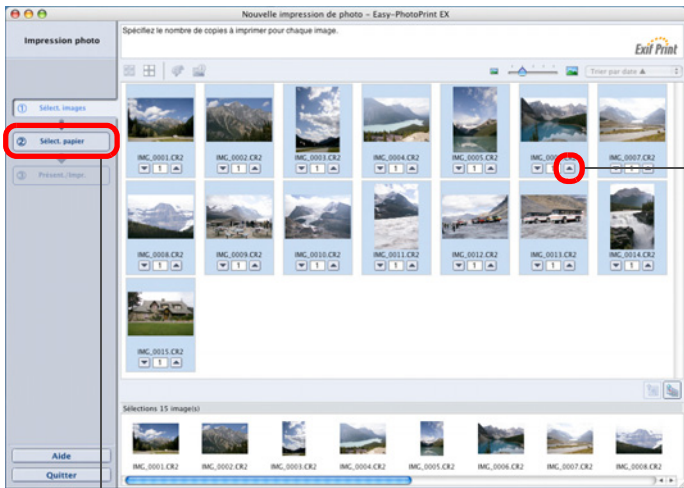 Nouvelle impression de photo – Easy-PhotoPrint EX
Impression photo
Spécifiez le nombre de copies à imprimer pour chaque image.
Exif Print
Trier par date
1 Sélect. images
2 Sélect. papier
3 Présent./Impr.
IMG_0001.CR2 IMG_0002.CR2 IMG_0003.CR2 IMG_0004.CR2 IMG_0005.CR2 IMG_0006.CR2 IMG_0007.CR2
1 1 1 1 1 1 1
IMG_0008.CR2 IMG_0009.CR2 IMG_0010.CR2 IMG_0011.CR2 IMG_0012.CR2 IMG_0013.CR2 IMG_0014.CR2
1 1 1 1 1 1 1
IMG_0015.CR2
1
Sélections 15 image(s)
IMG_0001.CR2 IMG_0002.CR2 IMG_0003.CR2 IMG_0004.CR2 IMG_0005.CR2 IMG_0006.CR2 IMG_0007.CR2 IMG_0008.CR2
Aide
Quitter